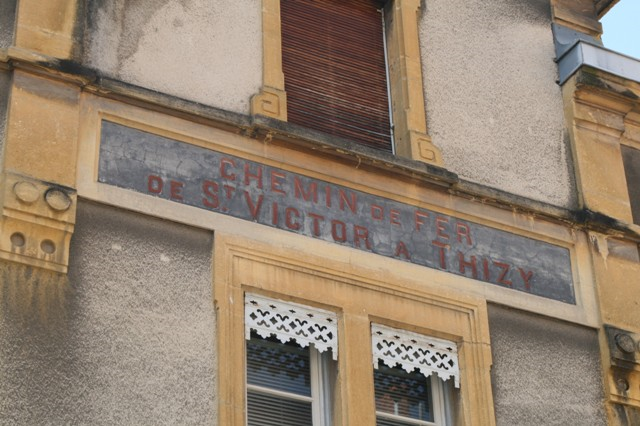 CHEMIN DE FER
DE ST VICTOR A THIZY